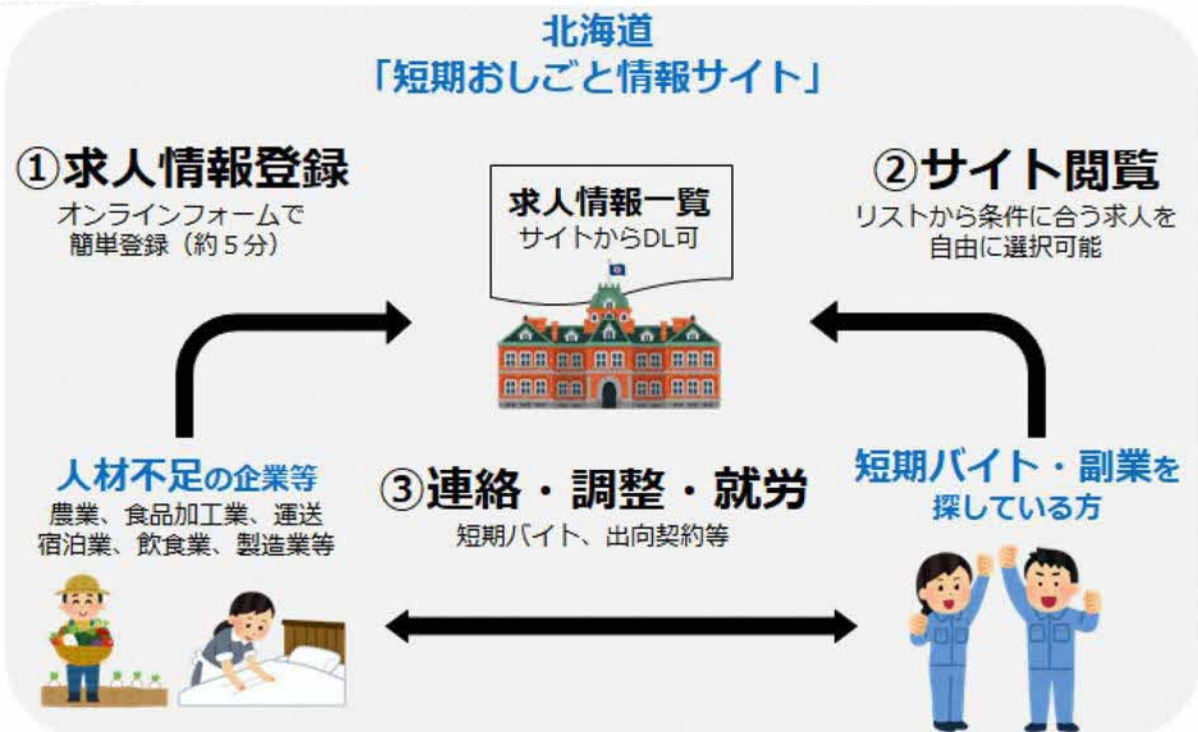 北海道
「短期おしごと情報サイト」
①求人情報登録
オンラインフォームで
簡単登録（約５分）
求人情報一覧
サイトからDL可
②サイト閲覧
リストから条件に合う求人を
自由に選択可能
人材不足の企業等
農業、食品加工業、運送
宿泊業、飲食業、製造業等
③連絡・調整・就労
短期バイト、出向契約等
短期バイト・副業を
探している方